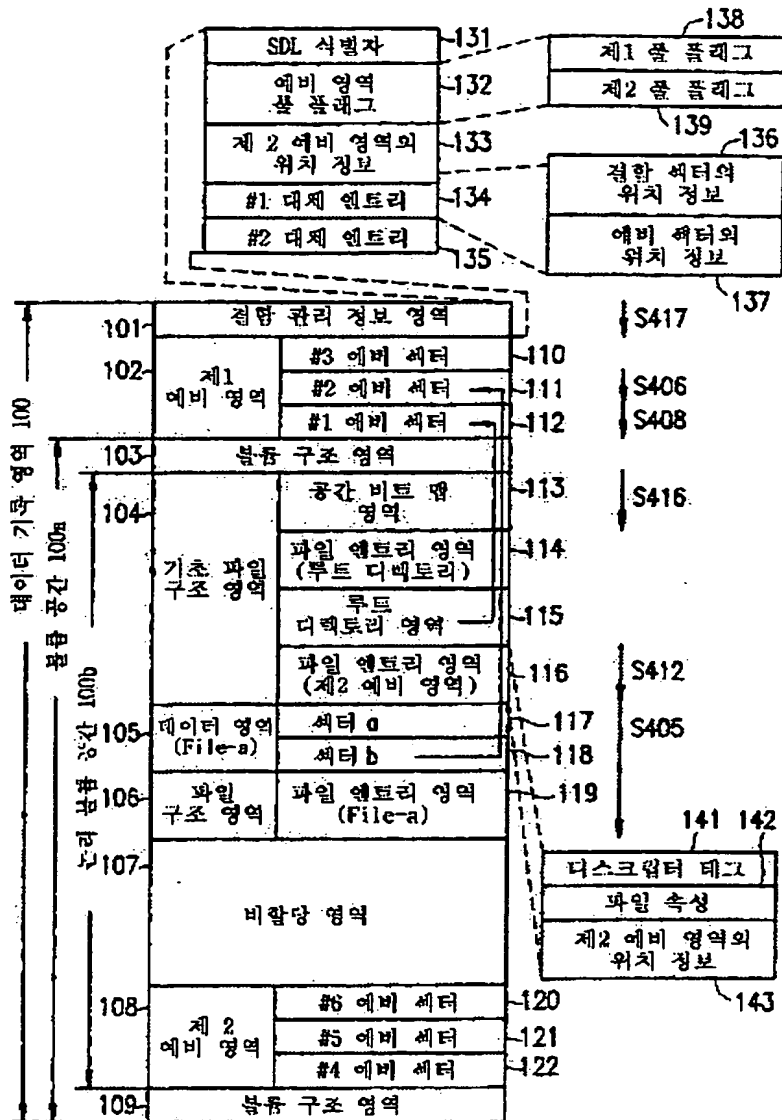 SDL 식별자
131
예비 영역
풀 플래그
132
제 2 예비 영역의
위치 정보
133
#1 대체 엔트리
134
#2 대체 엔트리
135
138
제1 풀 플래그
제2 풀 플래그
139
136
결함 섹터의
위치 정보
예비 섹터의
위치 정보
137
데이터 기록 영역 100
볼륨 공간 100a
논리 볼륨 공간 100b
101
결함 관리 정보 영역
S417
102
제1
예비 영역
#3 예비 섹터
110
#2 예비 섹터
111
S406
#1 예비 섹터
112
S408
103
볼륨 구조 영역
104
기초 파일
구조 영역
공간 비트 맵
영역
113
S416
파일 엔트리 영역
(루트 디렉토리)
114
루트
디렉토리 영역
115
파일 엔트리 영역
(제2 예비 영역)
116
S412
105
데이터 영역
(File-a)
섹터 a
117
S405
섹터 b
118
106
파일
구조 영역
파일 엔트리 영역
(File-a)
119
107
비할당 영역
141
142
디스크립터 태그
파일 속성
제2 예비 영역의
위치 정보
143
108
제 2
예비 영역
#6 예비 섹터
120
#5 예비 섹터
121
#4 예비 섹터
122
109
볼륨 구조 영역